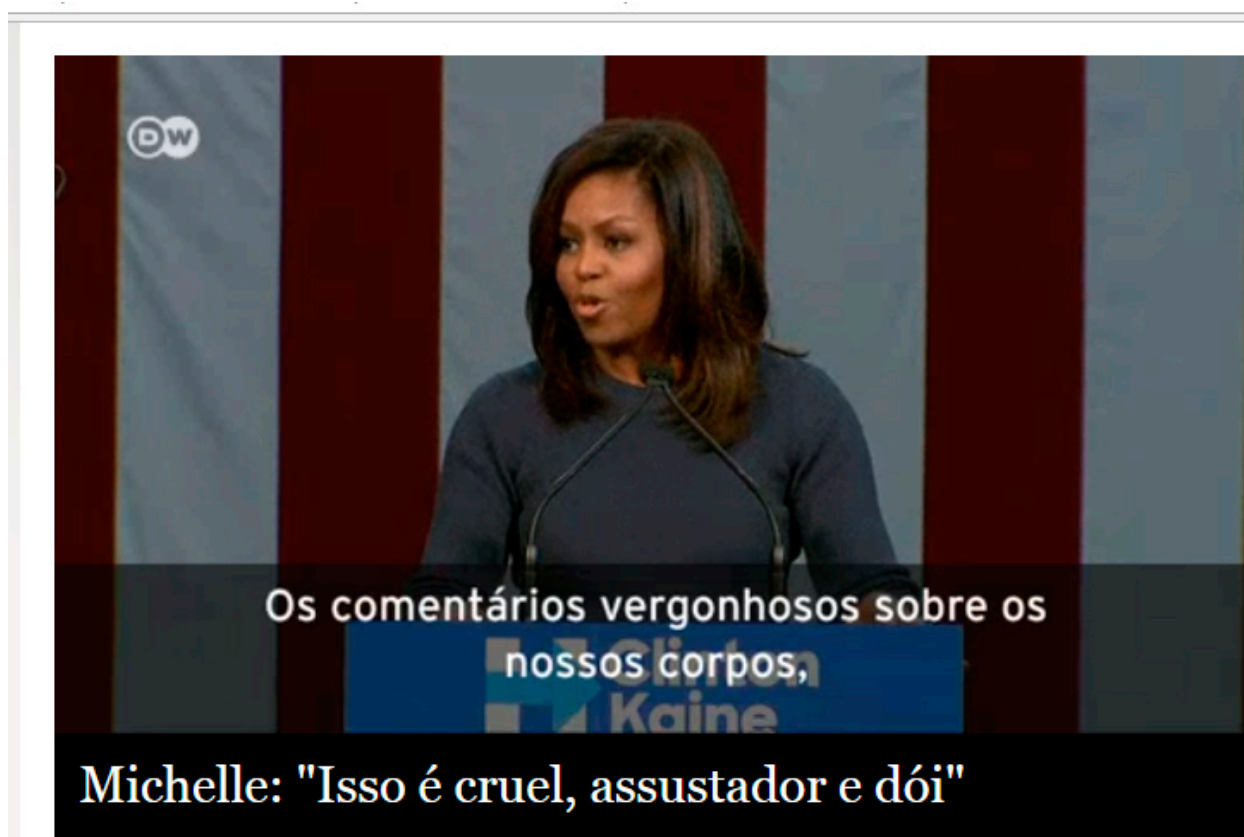 DW
Os comentários vergonhosos sobre os
nossos corpos,
Clinton
Kaine
Michelle: "Isso é cruel, assustador e dói"